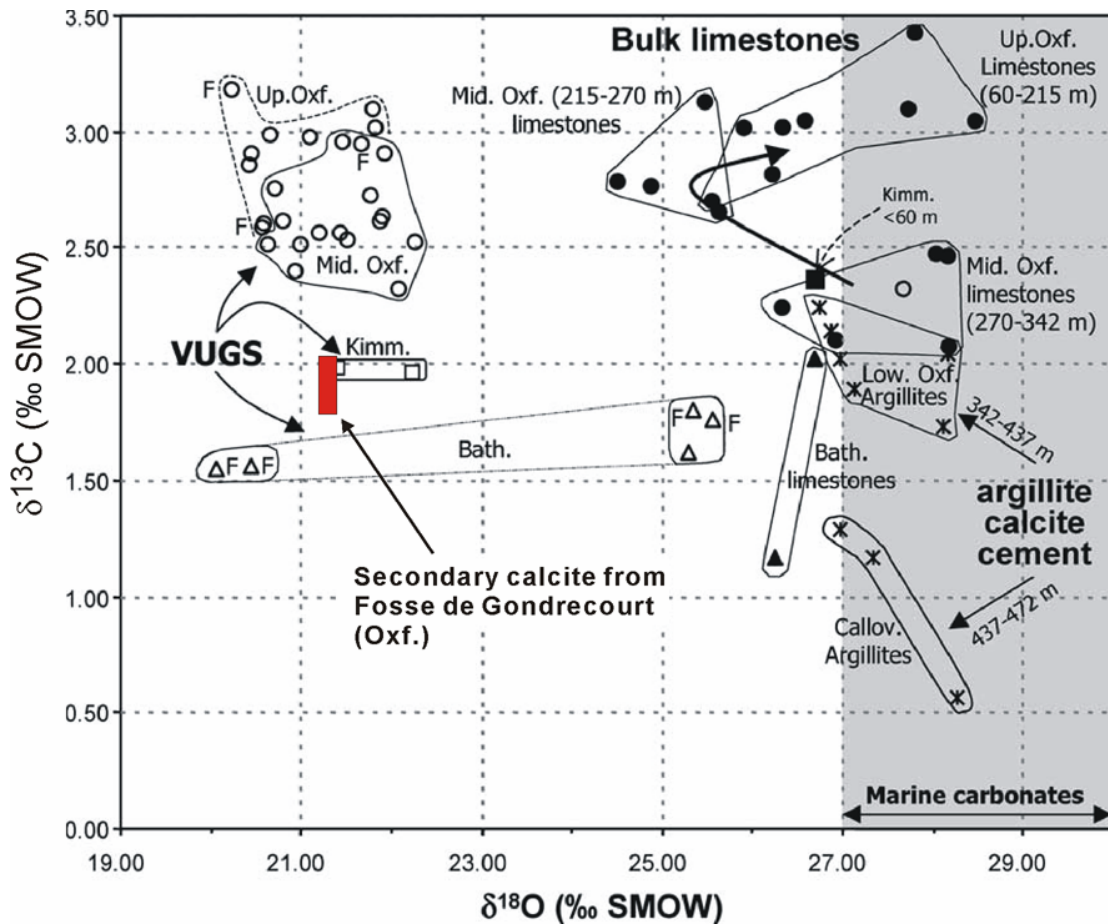 3.50
3.00
2.50
2.00
1.50
1.00
0.50
0.00
δ13C (‰ SMOW)
19.00
21.00
23.00
25.00
27.00
29.00
δ18O (‰ SMOW)
Bulk limestones
Up.Oxf.
Limestones
(60-215 m)
Mid. Oxf. (215-270 m)
limestones
F
Up.Oxf.
F
F
Mid. Oxf.
Kimm.
<60 m
Mid. Oxf.
limestones
(270-342 m)
VUGS
Kimm.
Low. Oxf.
Argillites
342-437 m
F
F
Bath.
F
F
Bath.
limestones
argillite
calcite
cement
437-472 m
Secondary calcite from
Fosse de Gondrecourt
(Oxf.)
Callov.
Argillites
Marine carbonates